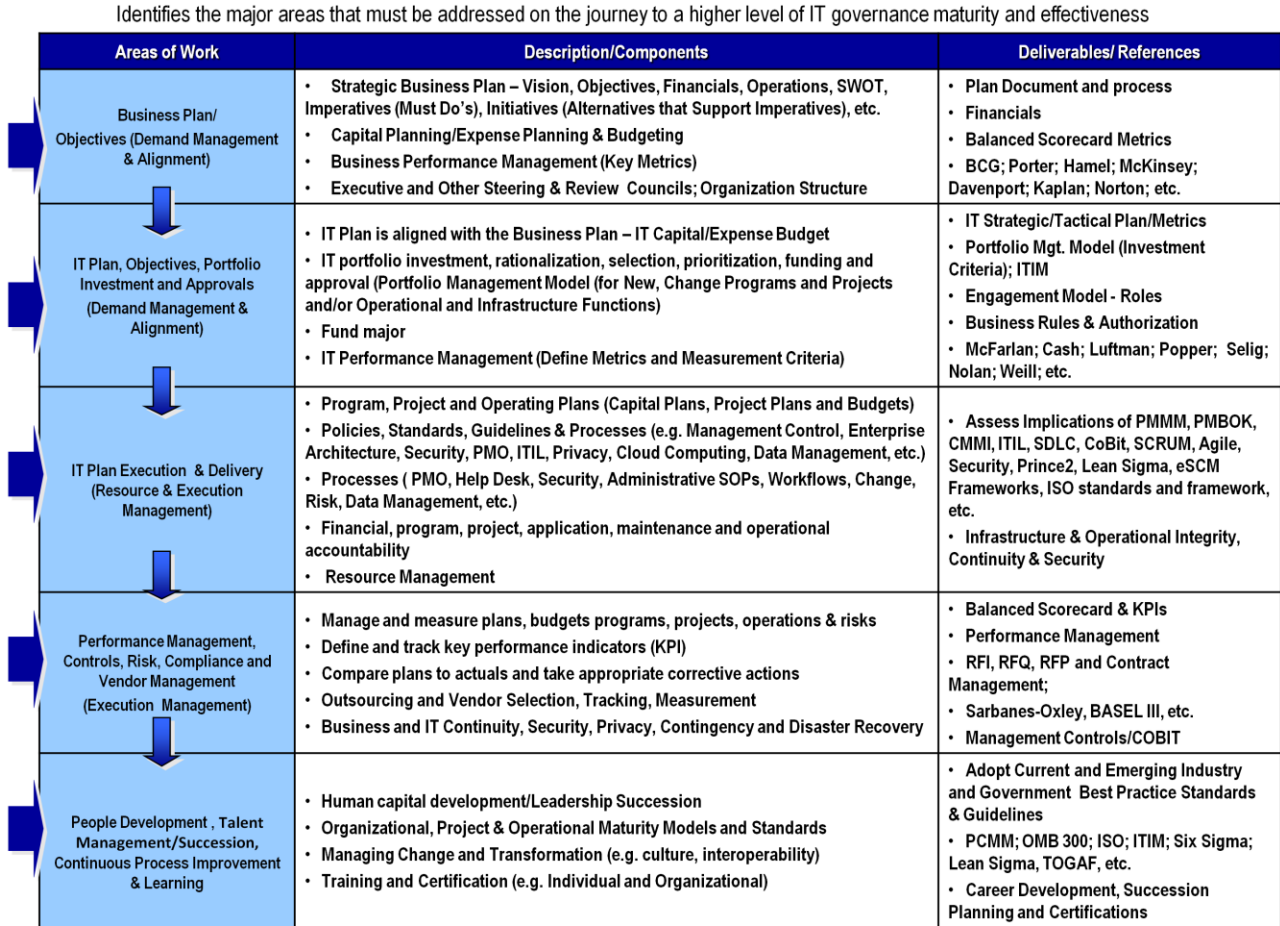 Identifies the major areas that must be addressed on the journey to a higher level of IT governance maturity and effectiveness
Areas of Work
Description/Components
Deliverables/ References
Business Plan/
Objectives (Demand Management
& Alignment)
• Strategic Business Plan – Vision, Objectives, Financials, Operations, SWOT,
Imperatives (Must Do's), Initiatives (Alternatives that Support Imperatives), etc.
• Capital Planning/Expense Planning & Budgeting
• Business Performance Management (Key Metrics)
• Executive and Other Steering & Review Councils; Organization Structure
• Plan Document and process
• Financials
• Balanced Scorecard Metrics
• BCG; Porter; Hamel; McKinsey;
Davenport; Kaplan; Norton; etc.
IT Plan, Objectives, Portfolio
Investment and Approvals
(Demand Management &
Alignment)
• IT Plan is aligned with the Business Plan – IT Capital/Expense Budget
• IT portfolio investment, rationalization, selection, prioritization, funding and
approval (Portfolio Management Model (for New, Change Programs and Projects
and/or Operational and Infrastructure Functions)
• Fund major
• IT Performance Management (Define Metrics and Measurement Criteria)
• IT Strategic/Tactical Plan/Metrics
• Portfolio Mgt. Model (Investment
Criteria); ITIM
• Engagement Model - Roles
• Business Rules & Authorization
• McFarlan; Cash; Luftman; Popper; Selig;
Nolan; Weill; etc.
IT Plan Execution & Delivery
(Resource & Execution
Management)
• Program, Project and Operating Plans (Capital Plans, Project Plans and Budgets)
• Policies, Standards, Guidelines & Processes (e.g. Management Control, Enterprise
Architecture, Security, PMO, ITIL, Privacy, Cloud Computing, Data Management, etc.)
• Processes ( PMO, Help Desk, Security, Administrative SOPs, Workflows, Change,
Risk, Data Management, etc.)
• Financial, program, project, application, maintenance and operational
accountability
• Resource Management
• Assess Implications of PMMM, PMBOK,
CMMI, ITIL, SDLC, CoBit, SCRUM, Agile,
Security, Prince2, Lean Sigma, eSCM
Frameworks, ISO standards and framework,
etc.
• Infrastructure & Operational Integrity,
Continuity & Security
Performance Management,
Controls, Risk, Compliance and
Vendor Management
(Execution Management)
• Manage and measure plans, budgets programs, projects, operations & risks
• Define and track key performance indicators (KPI)
• Compare plans to actuals and take appropriate corrective actions
• Outsourcing and Vendor Selection, Tracking, Measurement
• Business and IT Continuity, Security, Privacy, Contingency and Disaster Recovery
• Balanced Scorecard & KPIs
• Performance Management
• RFI, RFQ, RFP and Contract
Management;
• Sarbanes-Oxley, BASEL III, etc.
• Management Controls/COBIT
People Development , Talent
Management/Succession,
Continuous Process Improvement
& Learning
• Human capital development/Leadership Succession
• Organizational, Project & Operational Maturity Models and Standards
• Managing Change and Transformation (e.g. culture, interoperability)
• Training and Certification (e.g. Individual and Organizational)
• Adopt Current and Emerging Industry
and Government Best Practice Standards
& Guidelines
• PCMM; OMB 300; ISO; ITIM; Six Sigma;
Lean Sigma, TOGAF, etc.
• Career Development, Succession
Planning and Certifications